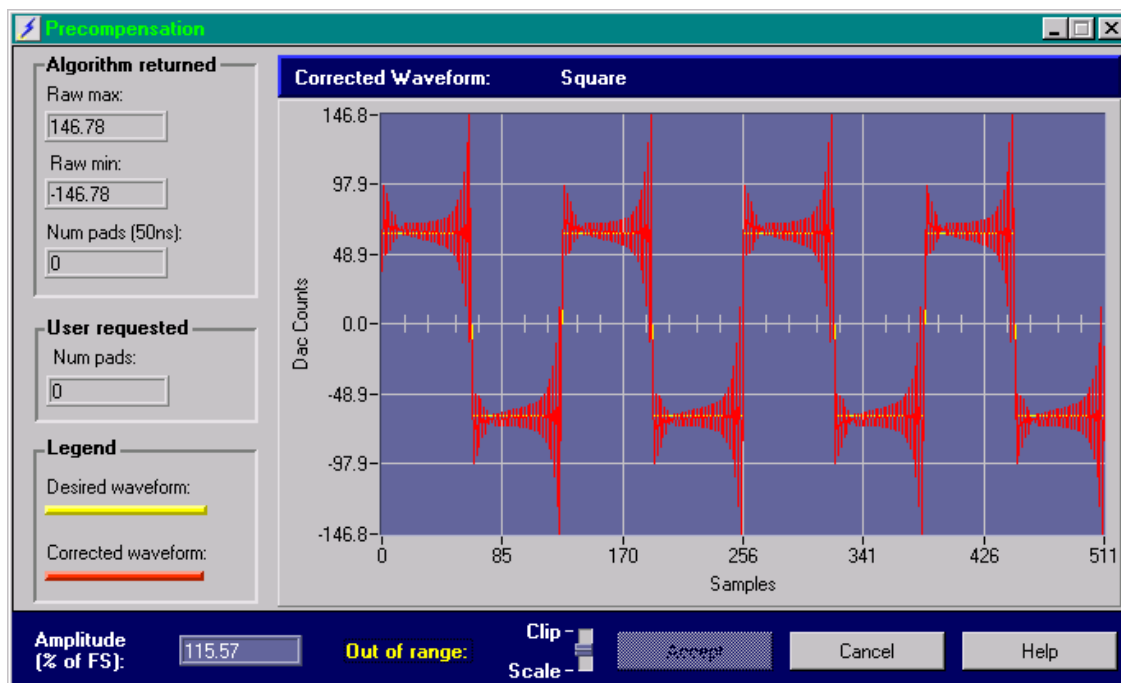 Precompensation
Algorithm returned
Raw max:
146.78
Raw min:
-146.78
Num pads (50ns):
0
User requested
Num pads:
0
Legend
Desired waveform:
Corrected waveform:
Corrected Waveform: Square
Dac Counts
146.8
97.9
48.9
0.0
-48.9
-97.9
-146.8
0 85 170 256 341 426 511
Samples
Amplitude
(% of FS):
115.57
Out of range:
Clip
Scale
Accept
Cancel
Help